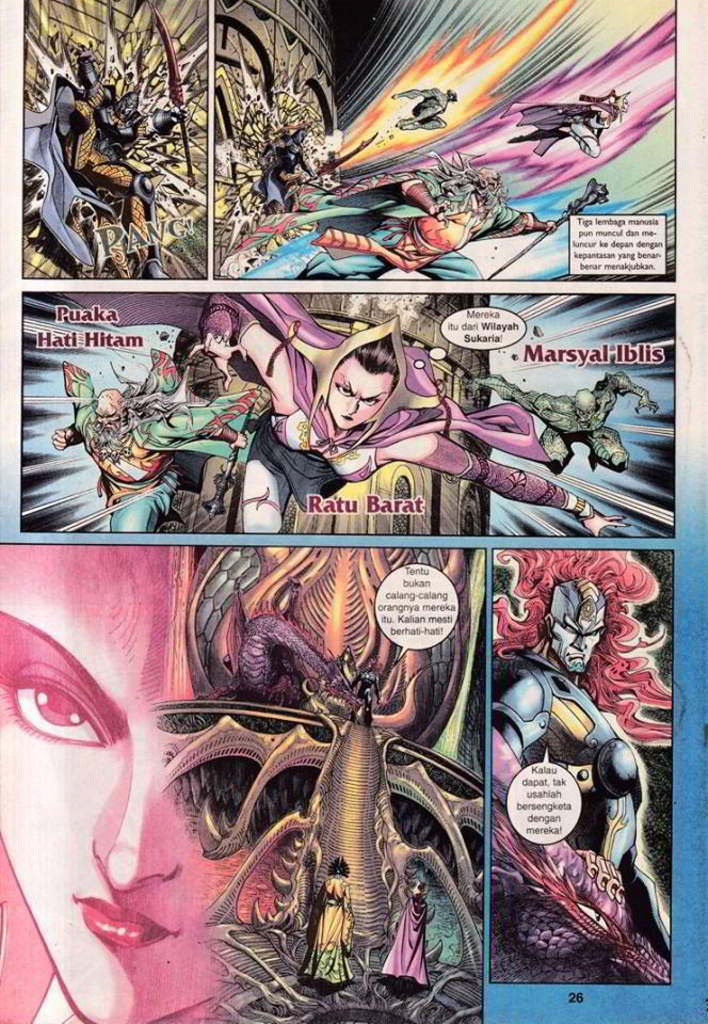 PANG!
Tiga lembaga manusia
pun muncul dan me-
luncur ke depan dengan
kepantasan yang benar-
benar menakjubkan.
Puaka
Hati Hitam
Mereka
itu dari Wilayah
Sukaria!
Marsyal Iblis
Ratu Barat
Tentu
bukan
calang-calang
orangnya mereka
itu. Kalian mesti
berhati-hati!
Kalau
dapat, tak
usahlah
bersengketa
dengan
mereka!
26